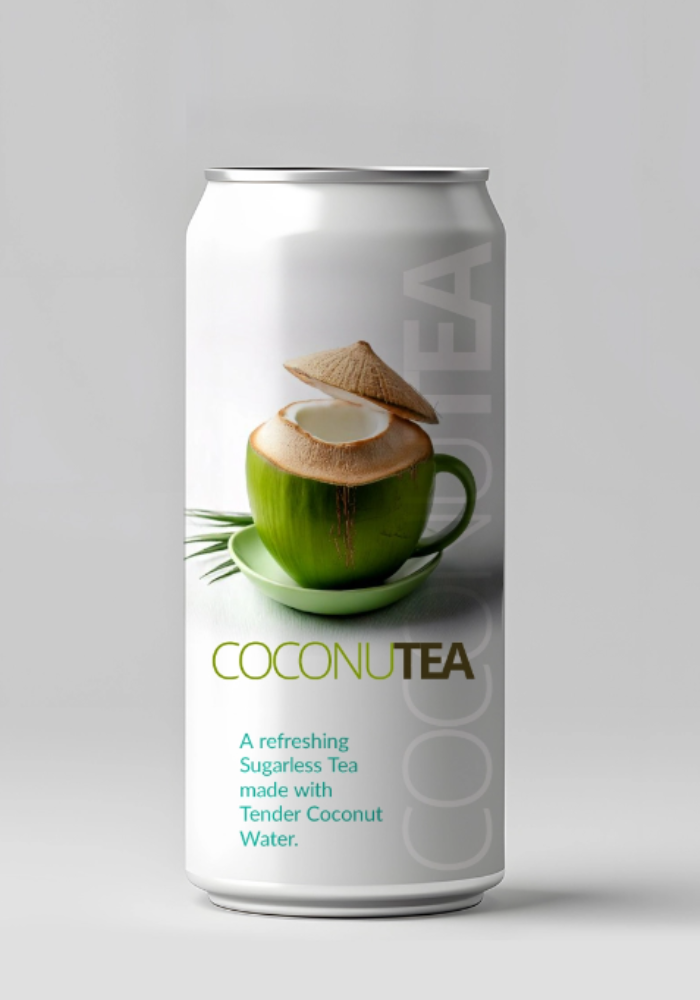 COCONUTEA
COCONUTEA
A refreshing
Sugarless Tea
made with
Tender Coconut
Water.